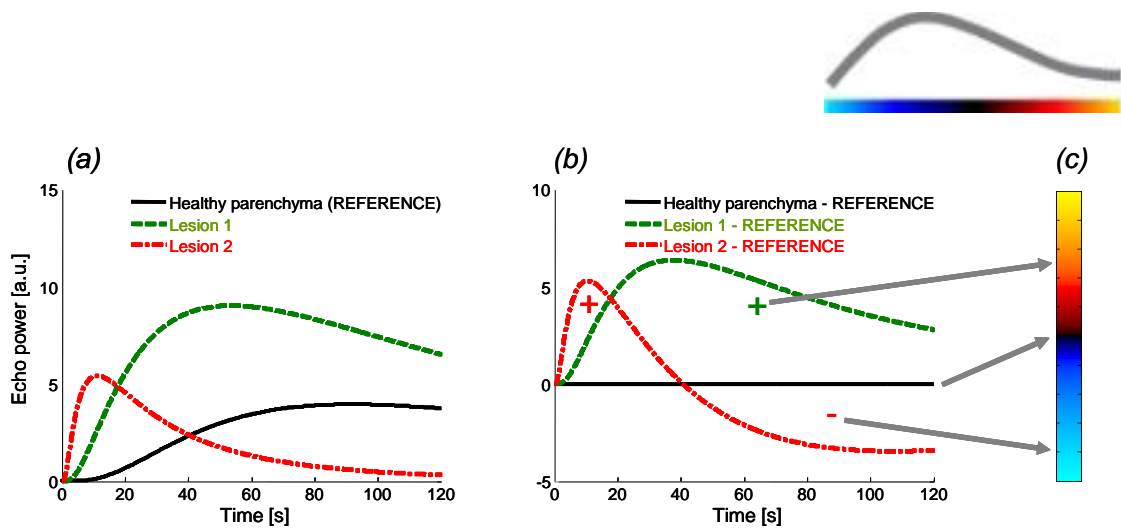 (a)
Echo power [a.u.]
15
10
5
0
Healthy parenchyma (REFERENCE)
Lesion 1
Lesion 2
0 20 40 60 80 100 120
Time [s]
(b)
10
5
0
-5
Healthy parenchyma - REFERENCE
Lesion 1 - REFERENCE
Lesion 2 - REFERENCE
+
+
-
0 20 40 60 80 100 120
Time [s]
(c)